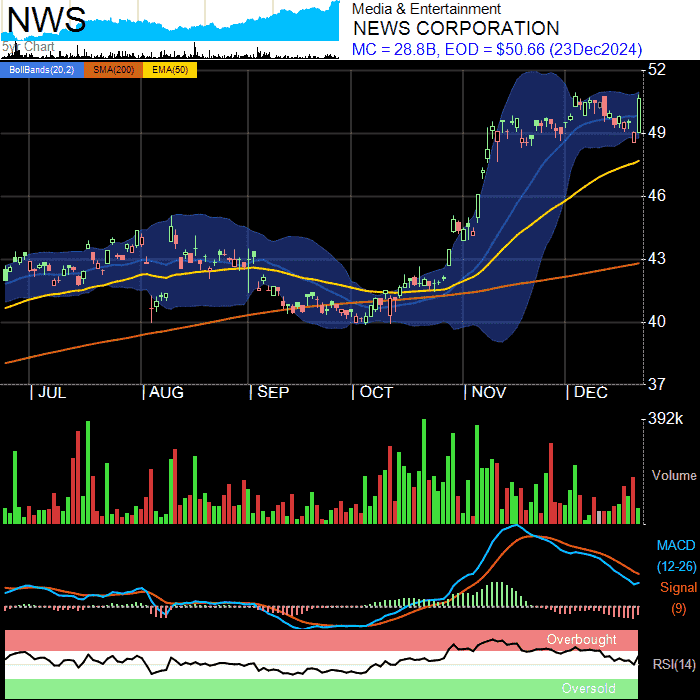 NWS
5yr Chart
Media & Entertainment
NEWS CORPORATION
MC = 28.8B, EOD = $50.66 (23Dec2024)
BollBands(20,2) SMA(200) EMA(50)
52
49
46
43
40
37
JUL AUG SEP OCT NOV DEC
392k
Volume
MACD
(12-26)
Signal
(9)
Overbought
RSI(14)
Oversold